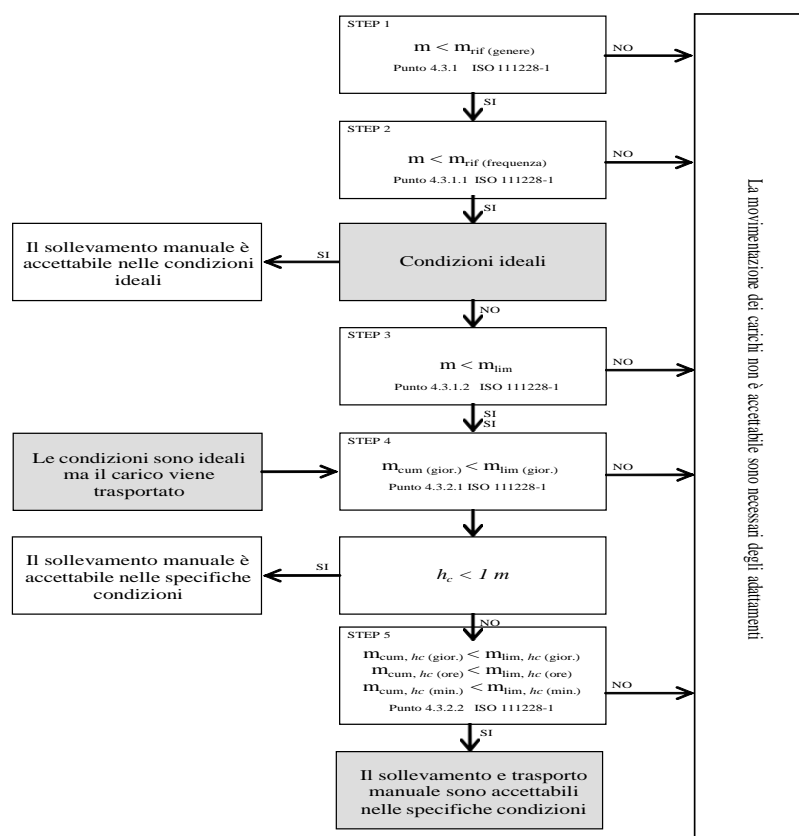 STEP 1
m < m_rif (genere)
Punto 4.3.1 ISO 111228-1
NO
SI
STEP 2
m < m_rif (frequenza)
Punto 4.3.1.1 ISO 111228-1
NO
SI
Il sollevamento manuale è
accettabile nelle condizioni
ideali
SI
Condizioni ideali
NO
STEP 3
m < m_lim
Punto 4.3.1.2 ISO 111228-1
NO
SI
SI
Le condizioni sono ideali
ma il carico viene
trasportato
STEP 4
m_cum (gior.) < m_lim (gior.)
Punto 4.3.2.1 ISO 111228-1
NO
Il sollevamento manuale è
accettabile nelle specifiche
condizioni
SI
h_c < 1 m
NO
STEP 5
m_cum, hc (gior.) < m_lim, hc (gior.)
m_cum, hc (ore) < m_lim, hc (ore)
m_cum, hc (min.) < m_lim, hc (min.)
Punto 4.3.2.2 ISO 111228-1
NO
SI
Il sollevamento e trasporto
manuale sono accettabili
nelle specifiche condizioni
La movimentazione dei carichi non è accettabile sono necessari degli adattamenti